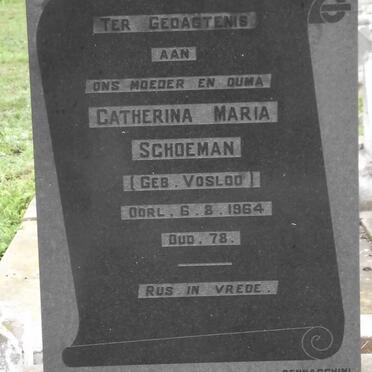 TER GEDAGTENIS
AAN
ONS MOEDER EN OUMA
CATHERINA MARIA
SCHOEMAN
(GEB. VOSLOO)
OORL. 6.8.1964
OUD. 78.
RUS IN VREDE.